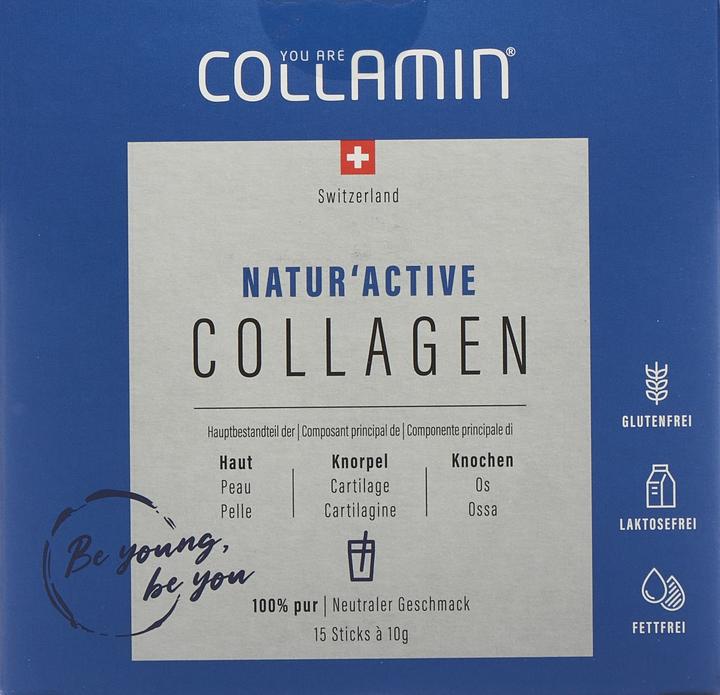 YOU ARE
COLLAMIN®
Switzerland
NATUR'ACTIVE
COLLAGEN
Hauptbestandteil der | Composant principal de | Componente principale di
Haut
Peau
Pelle
Knorpel
Cartilage
Cartilagine
Knochen
Os
Ossa
GLUTENFREI
LAKTOSEFREI
FETTFREI
Be young,
be you
100% pur | Neutraler Geschmack
15 Sticks à 10g